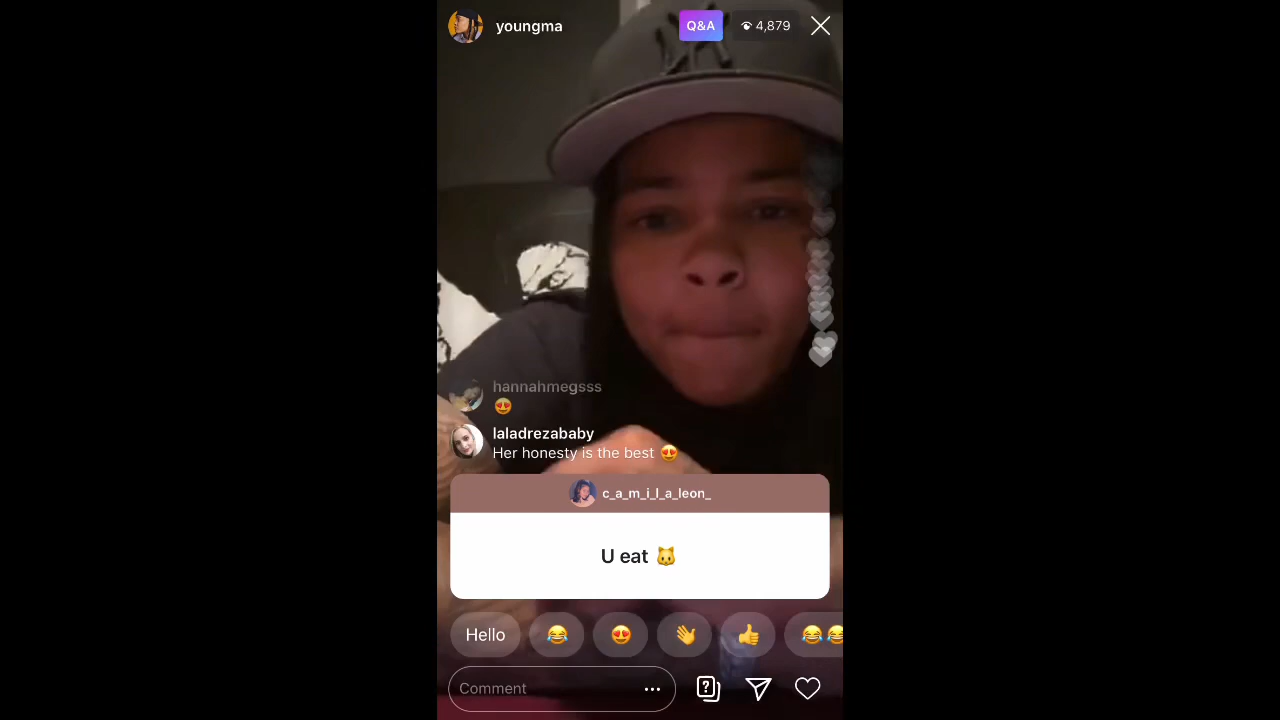 youngma
Q&A
4,879
hannahmegsss
😍
laladrezababy
Her honesty is the best 😍
c_a_m_i_l_a_leon_
U eat 🐱
Hello
😂
😍
👋
👍
😂😂
Comment